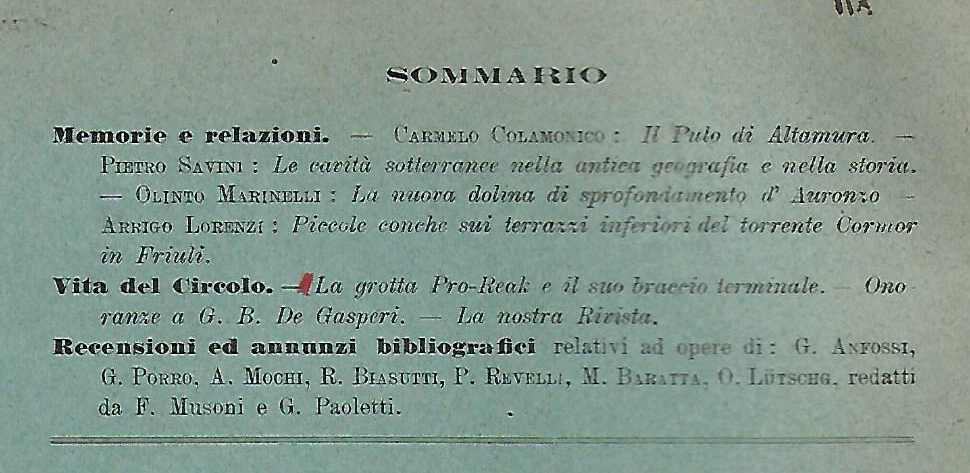 SOMMARIO
Memorie e relazioni. — CARMELO COLAMONICO : Il Pulo di Altamura. —
PIETRO SAVINI : Le cavità sotterranee nella antica geografia e nella storia.
— OLINTO MARINELLI : La nuova dolina di sprofondamento d' Auronzo -
ARRIGO LORENZI : Piccole conche sui terrazzi inferiori del torrente Cormor
in Friuli.
Vita del Circolo. — La grotta Pro-Reak e il suo braccio terminale. — Ono-
ranze a G. B. De Gasperi. — La nostra Rivista.
Recensioni ed annunzi bibliografici relativi ad opere di : G. ANFOSSI,
G. PORRO, A. MOCHI, R. BIASUTTI, P. REVELLI, M. BARATTA, O. LÜTSCHG, redatti
da F. Musoni e G. Paoletti.